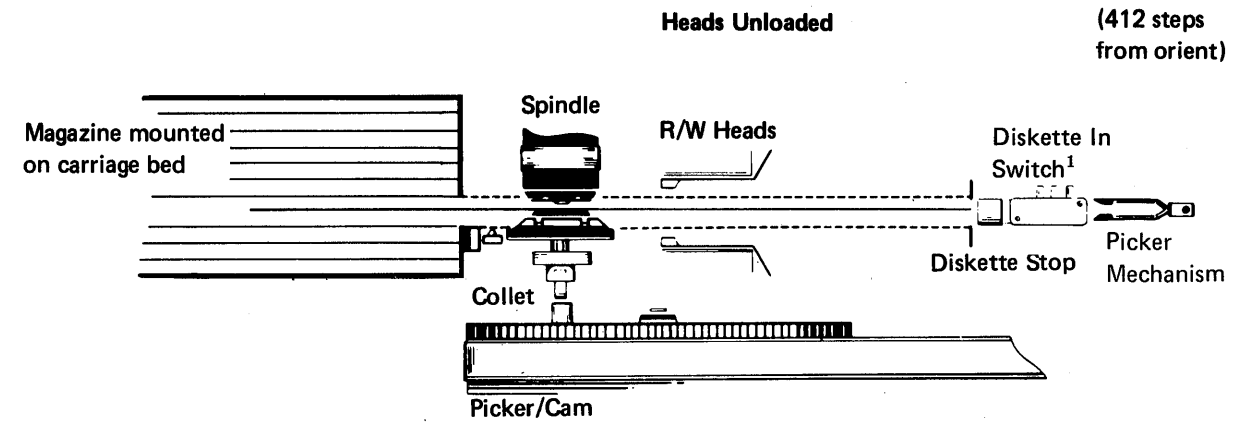 Heads Unloaded
(412 steps
from orient)
Spindle
Magazine mounted
on carriage bed
R/W Heads
Diskette In
Switch¹
Picker
Mechanism
Diskette Stop
Collet
Picker/Cam